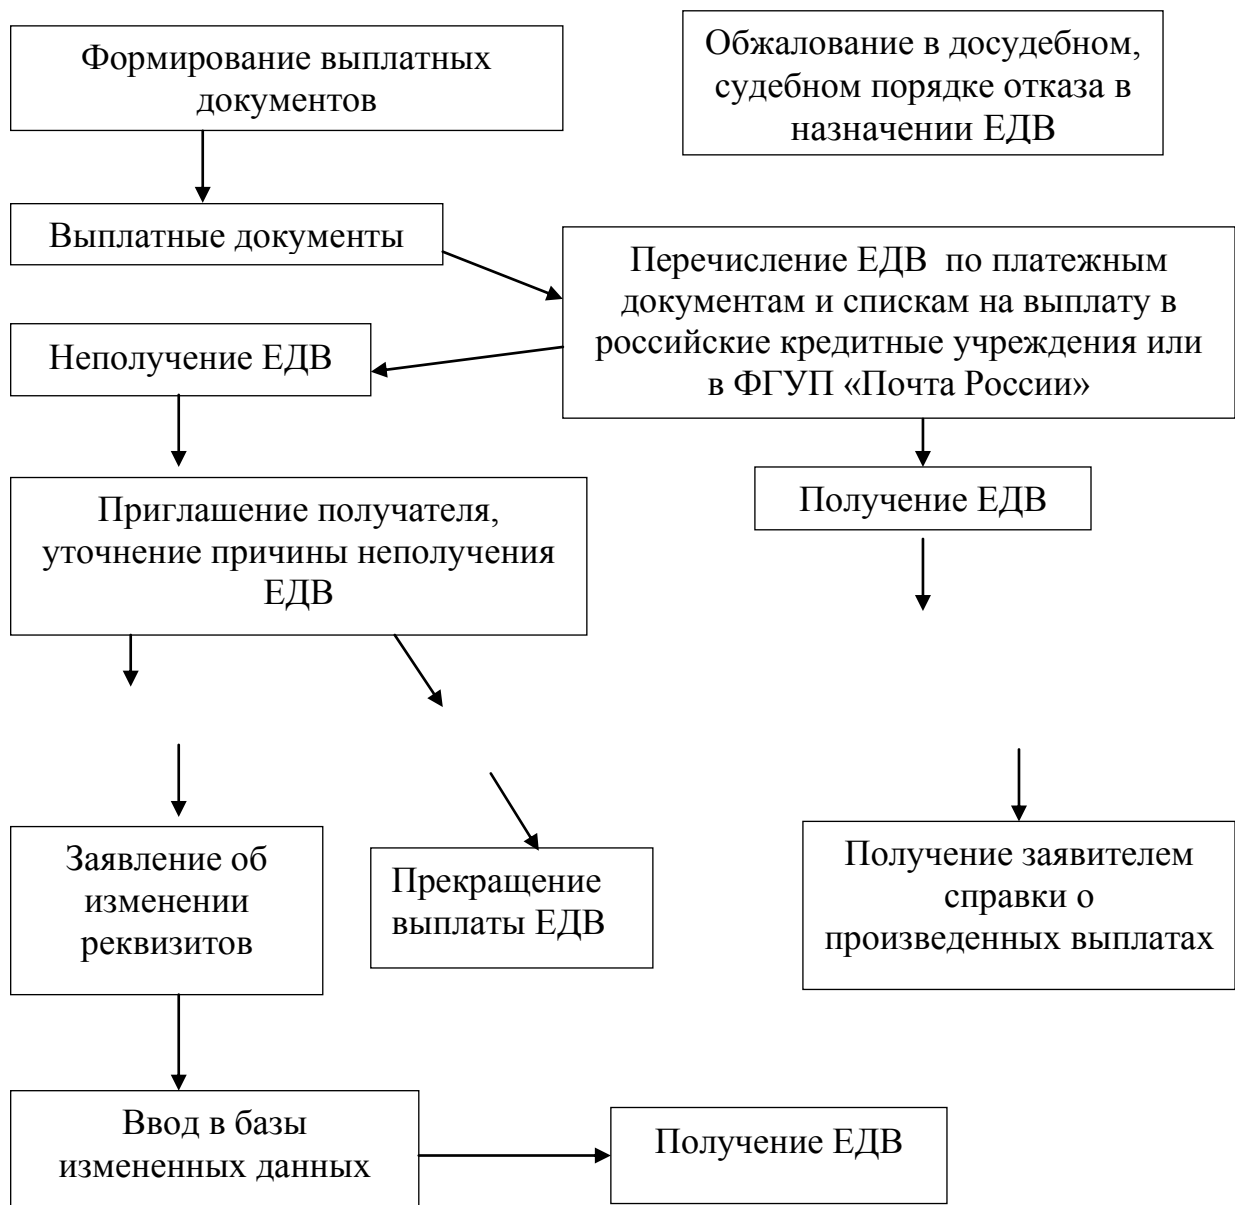 Формирование выплатных
документов
Обжалование в досудебном,
судебном порядке отказа в
назначении ЕДВ
Выплатные документы
Перечисление ЕДВ  по платежным
документам и спискам на выплату в
российские кредитные учреждения или
в ФГУП «Почта России»
Неполучение ЕДВ
Приглашение получателя,
уточнение причины неполучения
ЕДВ
Получение ЕДВ
Заявление об
изменении
реквизитов
Прекращение
выплаты ЕДВ
Получение заявителем
справки о
произведенных выплатах
Ввод в базы
измененных данных
Получение ЕДВ